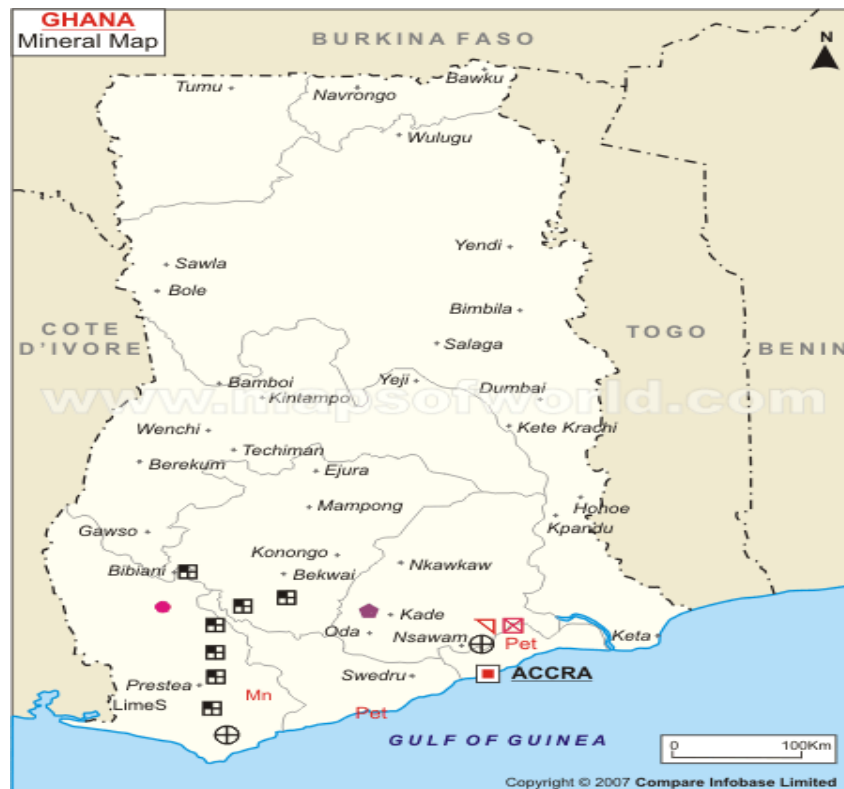 GHANA
Mineral Map
BURKINA FASO
N
Bawku
Tumu
Navrongo
Wulugu
Yendi
Sawla
Bole
Bimbila
COTE
D'IVORE
TOGO
BENIN
Salaga
Bamboi
Yeji
Dumbai
www.mapsofworld.com
Kintampo
Wenchi
Kete Krachi
Techiman
Berekum
Ejura
Mampong
Hohoe
Kpandu
Gawso
Konongo
Nkawkaw
Bibiani
Bekwai
Kade
Oda
Nsawam
Pet
Keta
Prestea
Mn
Swedru
ACCRA
LimeS
Pet
GULF OF GUINEA
0 100Km
Copyright © 2007 Compare Infobase Limited